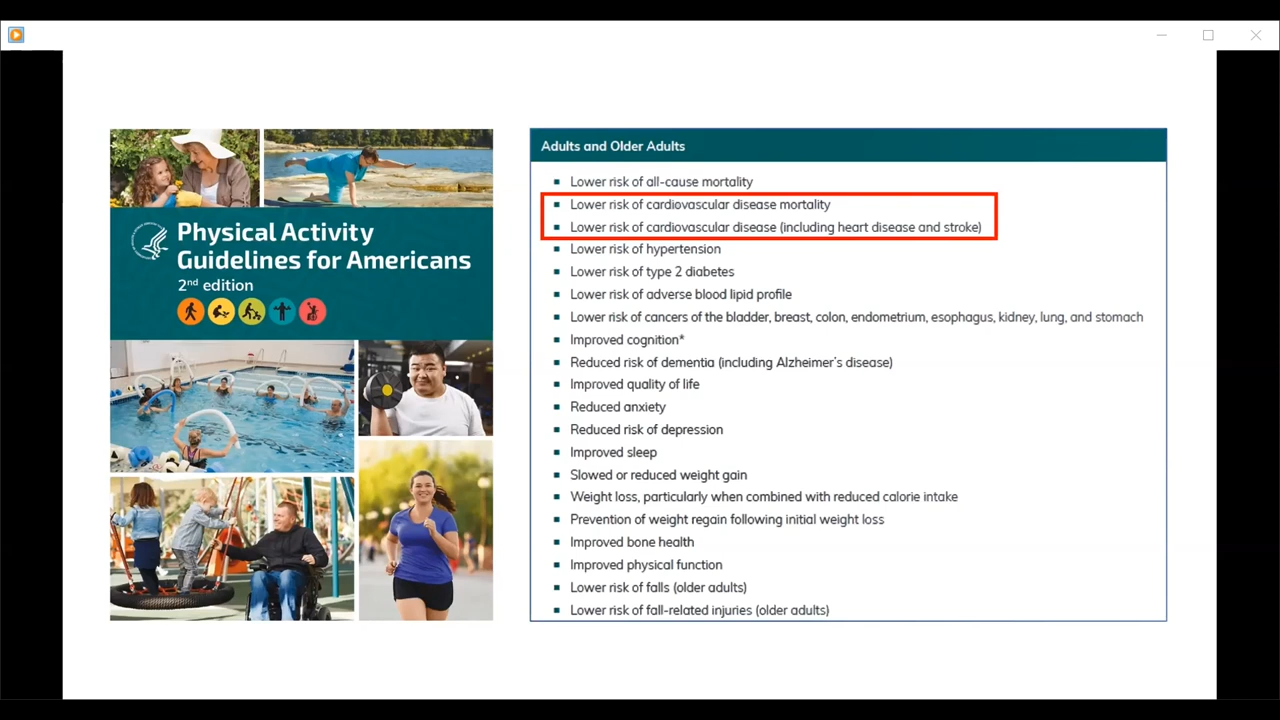 Physical Activity
Guidelines for Americans
2nd edition
Adults and Older Adults
▪ Lower risk of all-cause mortality
▪ Lower risk of cardiovascular disease mortality
▪ Lower risk of cardiovascular disease (including heart disease and stroke)
▪ Lower risk of hypertension
▪ Lower risk of type 2 diabetes
▪ Lower risk of adverse blood lipid profile
▪ Lower risk of cancers of the bladder, breast, colon, endometrium, esophagus, kidney, lung, and stomach
▪ Improved cognition*
▪ Reduced risk of dementia (including Alzheimer's disease)
▪ Improved quality of life
▪ Reduced anxiety
▪ Reduced risk of depression
▪ Improved sleep
▪ Slowed or reduced weight gain
▪ Weight loss, particularly when combined with reduced calorie intake
▪ Prevention of weight regain following initial weight loss
▪ Improved bone health
▪ Improved physical function
▪ Lower risk of falls (older adults)
▪ Lower risk of fall-related injuries (older adults)